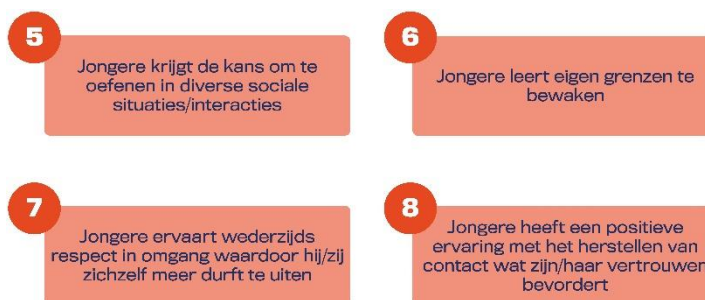 5
Jongere krijgt de kans om te
oefenen in diverse sociale
situaties/interacties
6
Jongere leert eigen grenzen te
bewaken
7
Jongere ervaart wederzijds
respect in omgang waardoor hij/zij
zichzelf meer durft te uiten
8
Jongere heeft een positieve
ervaring met het herstellen van
contact wat zijn/haar vertrouwen
bevordert